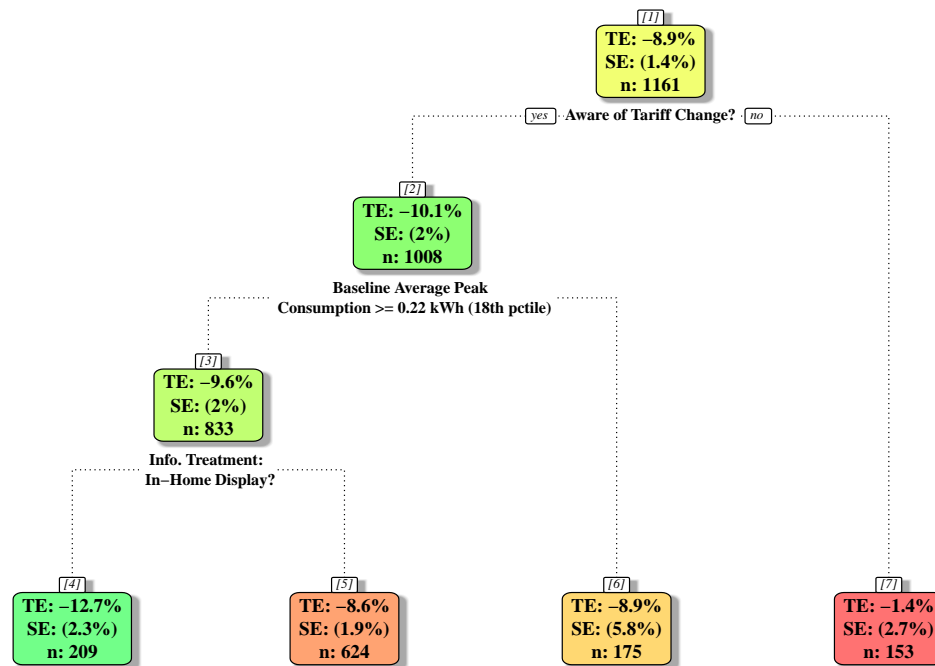 [1]
TE: −8.9%
SE: (1.4%)
n: 1161
yes Aware of Tariff Change? no
[2]
TE: −10.1%
SE: (2%)
n: 1008
Baseline Average Peak
Consumption >= 0.22 kWh (18th pctile)
[3]
TE: −9.6%
SE: (2%)
n: 833
Info. Treatment:
In−Home Display?
[4]
TE: −12.7%
SE: (2.3%)
n: 209
[5]
TE: −8.6%
SE: (1.9%)
n: 624
[6]
TE: −8.9%
SE: (5.8%)
n: 175
[7]
TE: −1.4%
SE: (2.7%)
n: 153